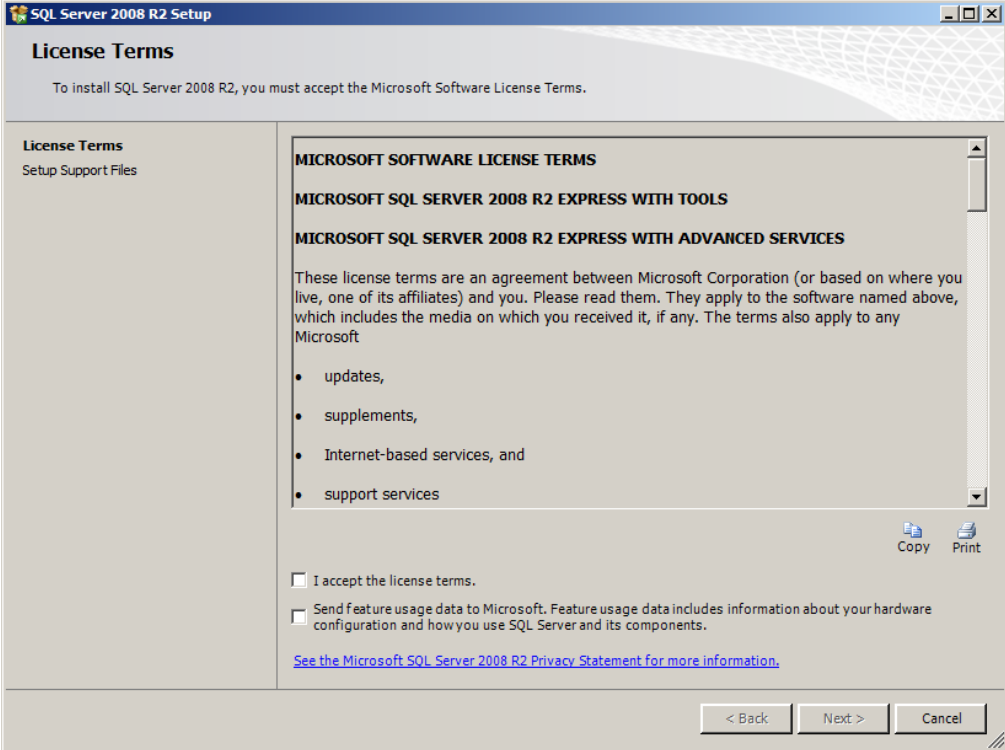 SQL Server 2008 R2 Setup
License Terms
To install SQL Server 2008 R2, you must accept the Microsoft Software License Terms.
License Terms
Setup Support Files
MICROSOFT SOFTWARE LICENSE TERMS
MICROSOFT SQL SERVER 2008 R2 EXPRESS WITH TOOLS
MICROSOFT SQL SERVER 2008 R2 EXPRESS WITH ADVANCED SERVICES
These license terms are an agreement between Microsoft Corporation (or based on where you
live, one of its affiliates) and you. Please read them. They apply to the software named above,
which includes the media on which you received it, if any. The terms also apply to any
Microsoft
• updates,
• supplements,
• Internet-based services, and
• support services
Copy Print
I accept the license terms.
Send feature usage data to Microsoft. Feature usage data includes information about your hardware
configuration and how you use SQL Server and its components.
See the Microsoft SQL Server 2008 R2 Privacy Statement for more information.
< Back Next > Cancel